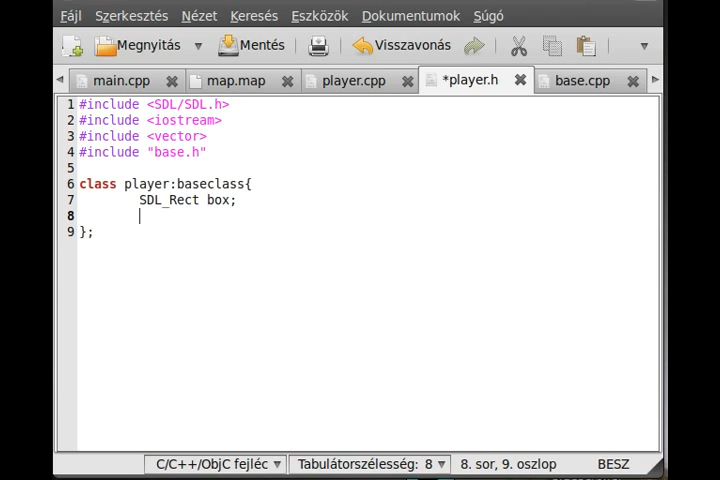 Fájl Szerkesztés Nézet Keresés Eszközök Dokumentumok Súgó
Megnyitás Mentés Visszavonás
main.cpp map.map player.cpp *player.h base.cpp
1 #include <SDL/SDL.h>
2 #include <iostream>
3 #include <vector>
4 #include "base.h"
5
6 class player:baseclass{
7 SDL_Rect box;
8
9 };
C/C++/ObjC fejléc Tabulátorszélesség: 8 8. sor, 9. oszlop BESZ